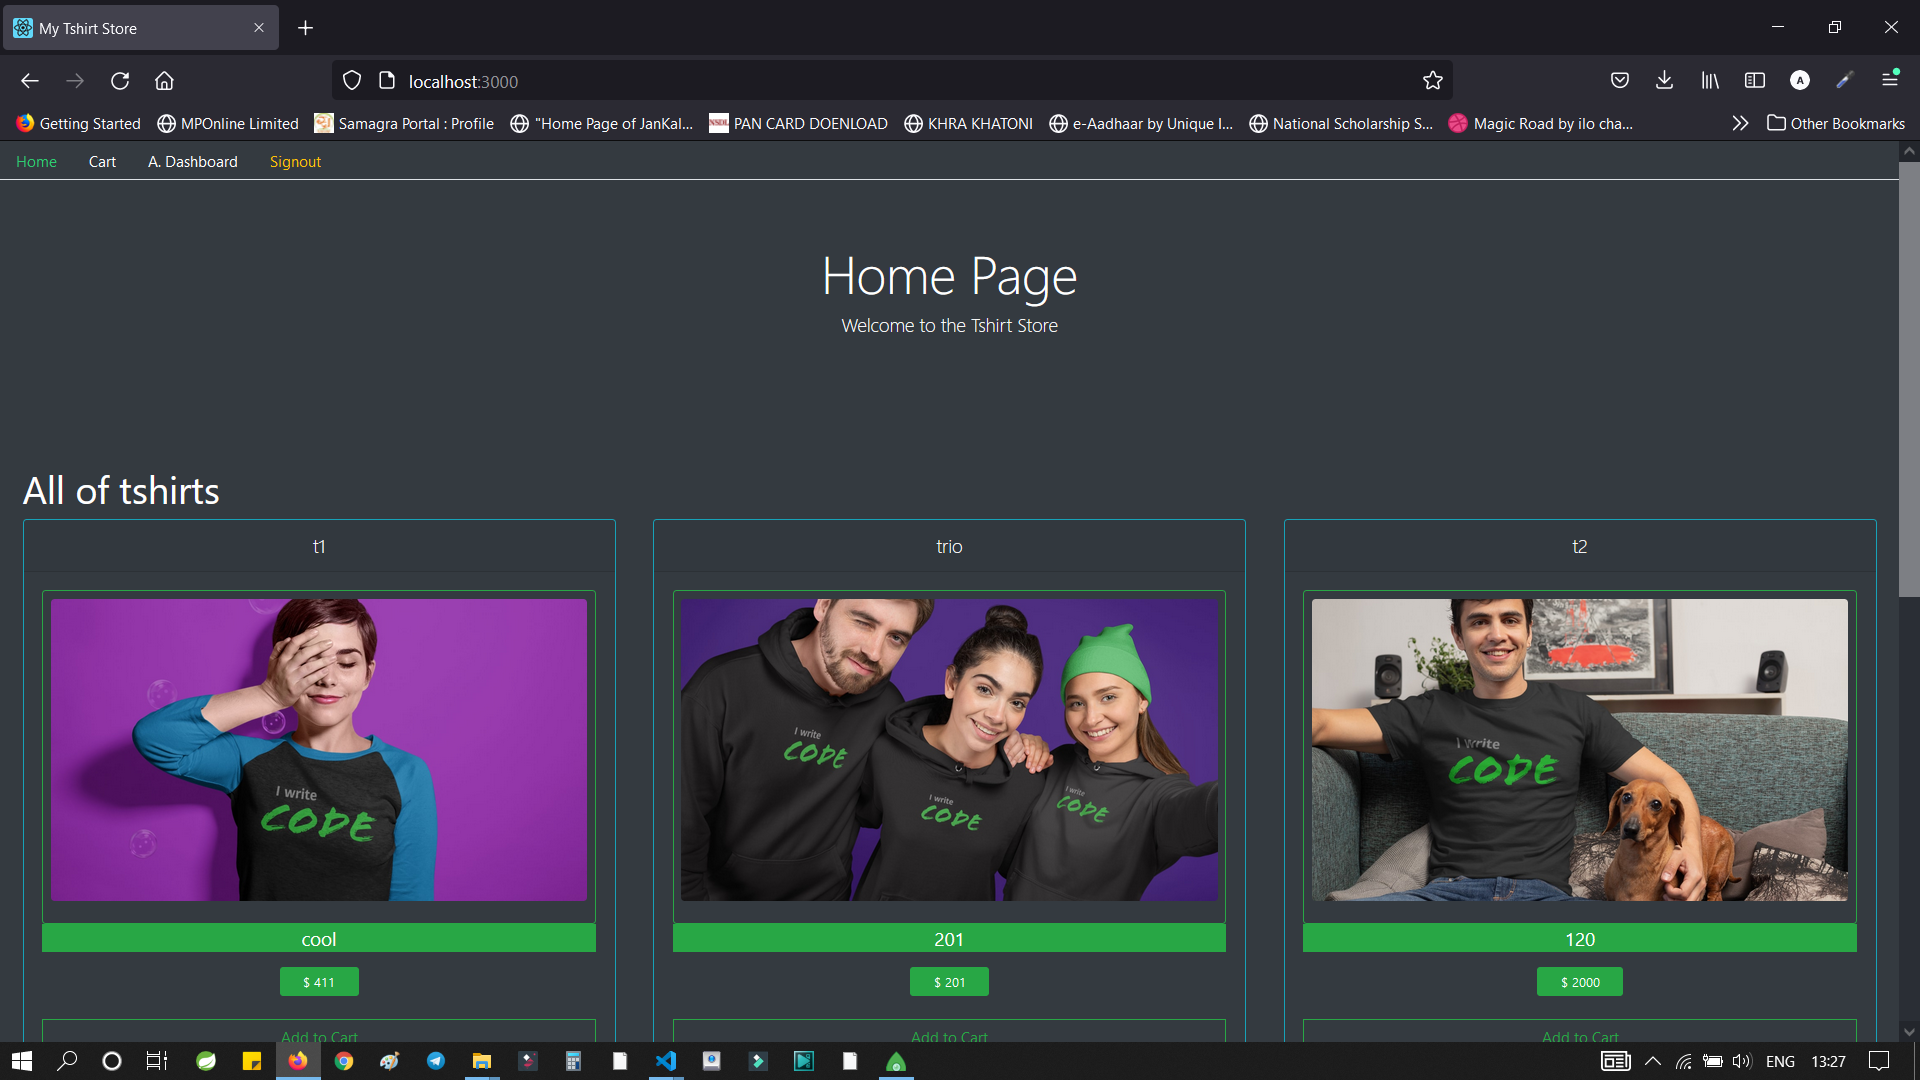 My Tshirt Store
localhost:3000
Getting Started MPOnline Limited Samagra Portal : Profile "Home Page of JanKal... PAN CARD DOENLOAD KHRA KHATONI e-Aadhaar by Unique I... National Scholarship S... Magic Road by ilo cha... Other Bookmarks
Home Cart A. Dashboard Signout
Home Page
Welcome to the Tshirt Store
All of tshirts
t1
I write
CODE
cool
$ 411
Add to Cart
trio
I write
CODE
I write
CODE
I write
CODE
201
$ 201
Add to Cart
t2
I write
CODE
120
$ 2000
Add to Cart
ENG 13:27